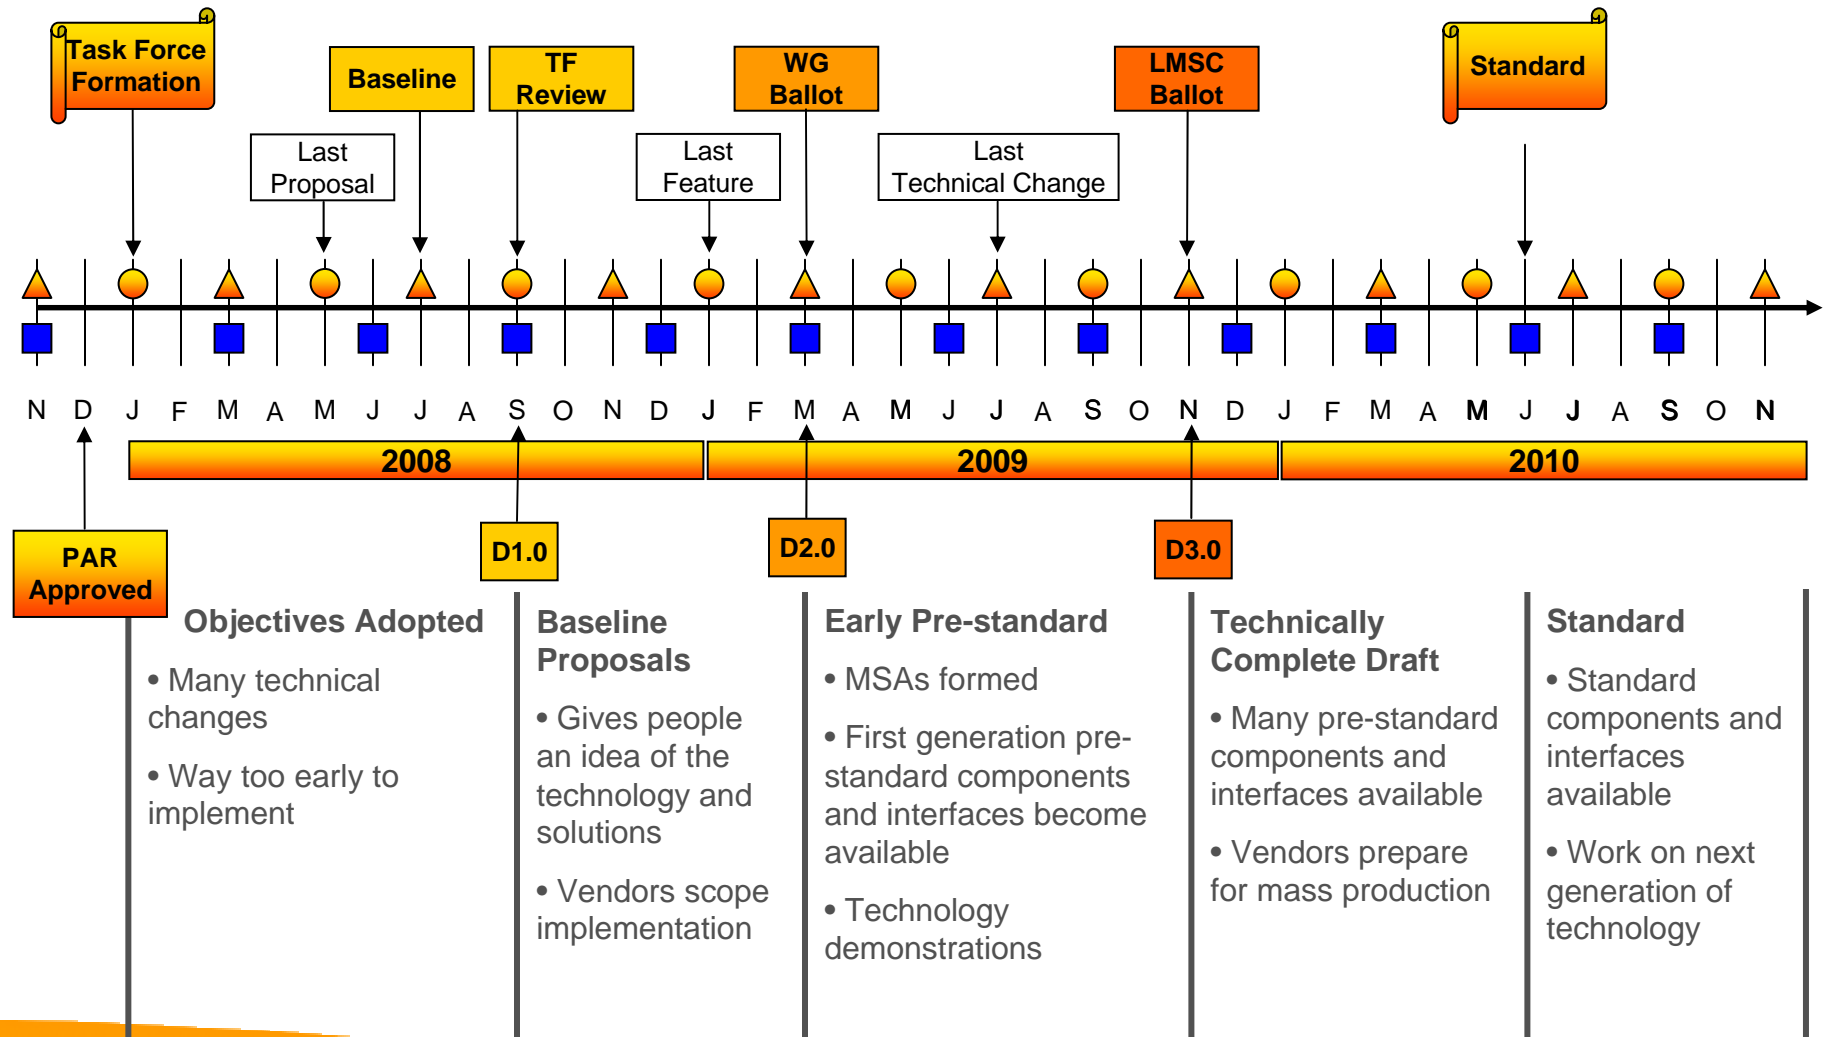 Task Force
Formation
Baseline
TF
Review
WG
Ballot
LMSC
Ballot
Standard
Last
Proposal
Last
Feature
Last
Technical Change
N D J F M A M J J A S O N D J F M A M J J A S O N D J F M A M J J A S O N
2008 2009 2010
PAR
Approved
D1.0
D2.0
D3.0
Objectives Adopted
• Many technical
changes
• Way too early to
implement
Baseline
Proposals
• Gives people
an idea of the
technology and
solutions
• Vendors scope
implementation
Early Pre-standard
• MSAs formed
• First generation pre-
standard components
and interfaces become
available
• Technology
demonstrations
Technically
Complete Draft
• Many pre-standard
components and
interfaces available
• Vendors prepare
for mass production
Standard
• Standard
components and
interfaces
available
• Work on next
generation of
technology